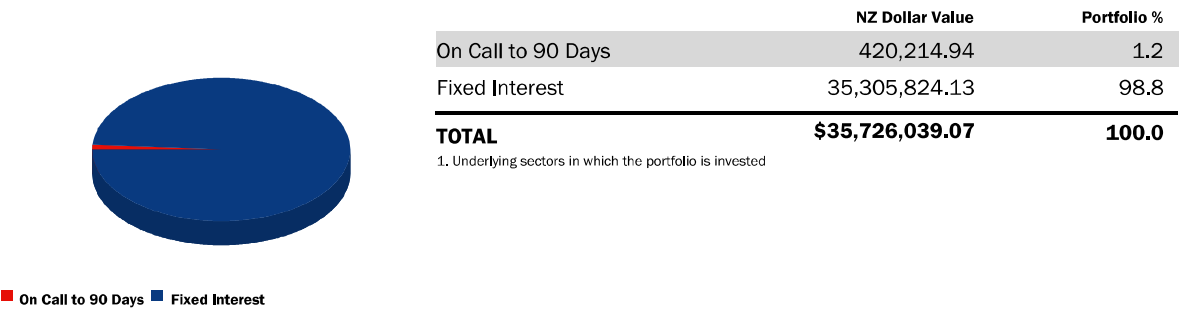 NZ Dollar Value Portfolio %
On Call to 90 Days 420,214.94 1.2
Fixed Interest 35,305,824.13 98.8
TOTAL $35,726,039.07 100.0
1. Underlying sectors in which the portfolio is invested
On Call to 90 Days Fixed Interest